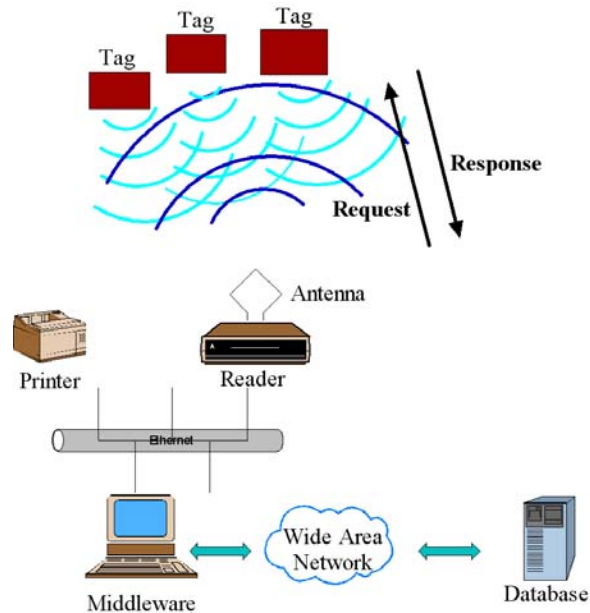 Tag
Tag
Tag
Response
Request
Antenna
Printer
Reader
Ethernet
Wide Area
Network
Middleware
Database